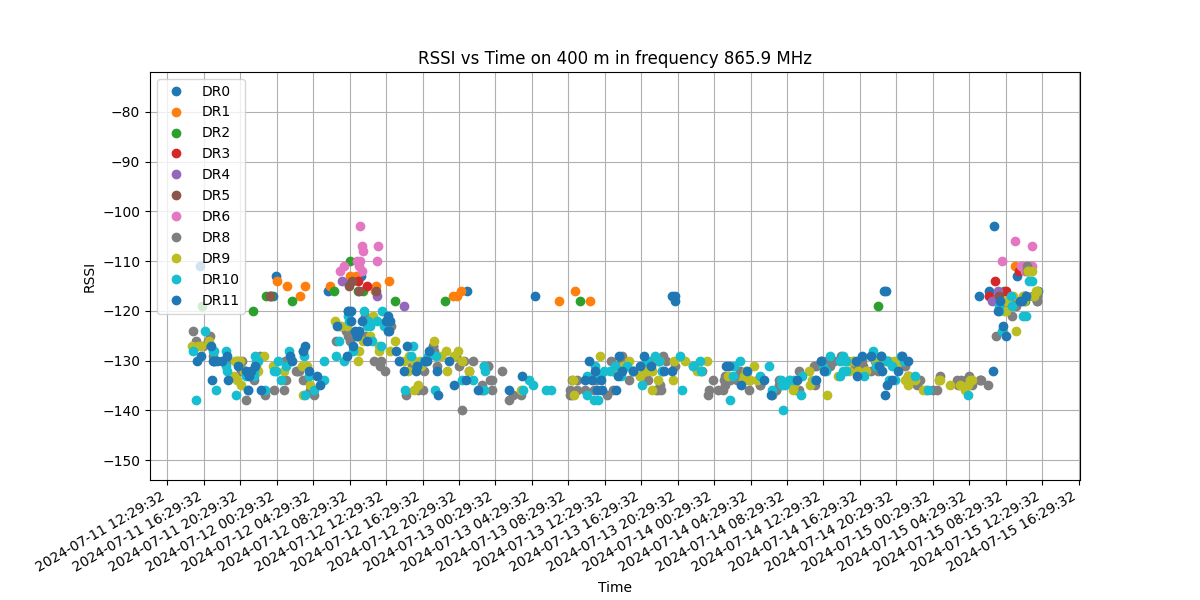 RSSI vs Time on 400 m in frequency 865.9 MHz
RSSI
−80
−90
−100
−110
−120
−130
−140
−150
DR0
DR1
DR2
DR3
DR4
DR5
DR6
DR8
DR9
DR10
DR11
2024-07-11 12:29:32
2024-07-11 16:29:32
2024-07-11 20:29:32
2024-07-12 00:29:32
2024-07-12 04:29:32
2024-07-12 08:29:32
2024-07-12 12:29:32
2024-07-12 16:29:32
2024-07-12 20:29:32
2024-07-13 00:29:32
2024-07-13 04:29:32
2024-07-13 08:29:32
2024-07-13 12:29:32
2024-07-13 16:29:32
2024-07-13 20:29:32
2024-07-14 00:29:32
2024-07-14 04:29:32
2024-07-14 08:29:32
2024-07-14 12:29:32
2024-07-14 16:29:32
2024-07-14 20:29:32
2024-07-15 00:29:32
2024-07-15 04:29:32
2024-07-15 08:29:32
2024-07-15 12:29:32
2024-07-15 16:29:32
Time